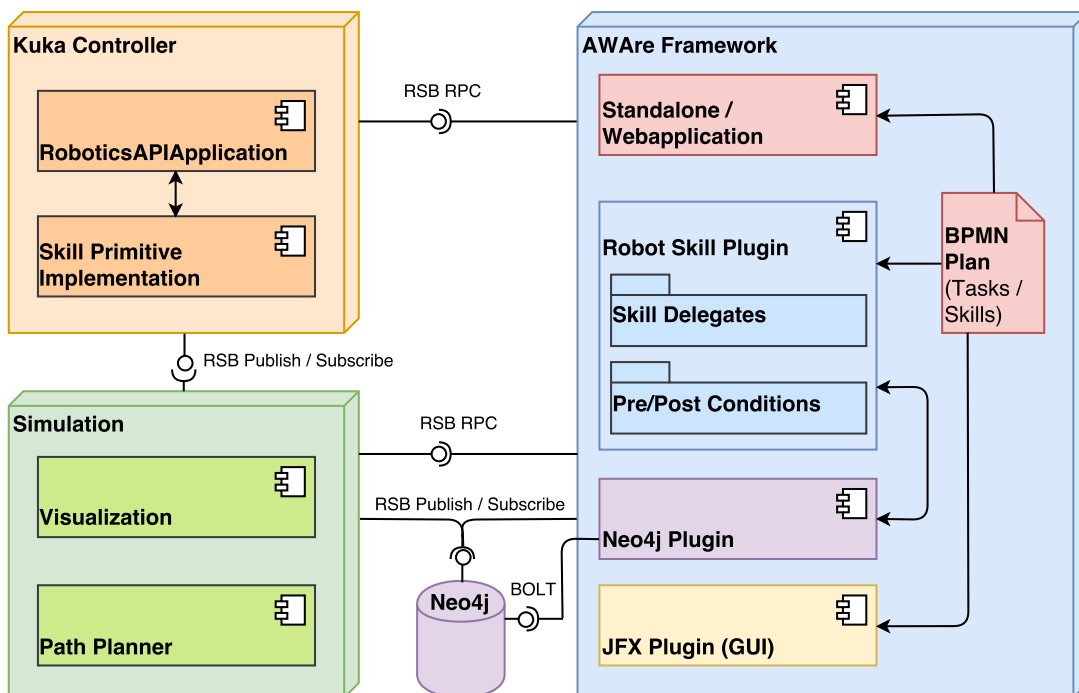 Kuka Controller
RoboticsAPIApplication
Skill Primitive
Implementation
RSB RPC
RSB Publish / Subscribe
Simulation
Visualization
Path Planner
RSB RPC
RSB Publish / Subscribe
Neo4j
BOLT
AWAre Framework
Standalone /
Webapplication
Robot Skill Plugin
Skill Delegates
Pre/Post Conditions
Neo4j Plugin
JFX Plugin (GUI)
BPMN
Plan
(Tasks /
Skills)